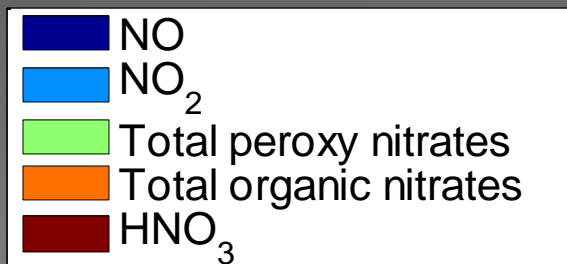 NO
NO₂
Total peroxy nitrates
Total organic nitrates
HNO₃